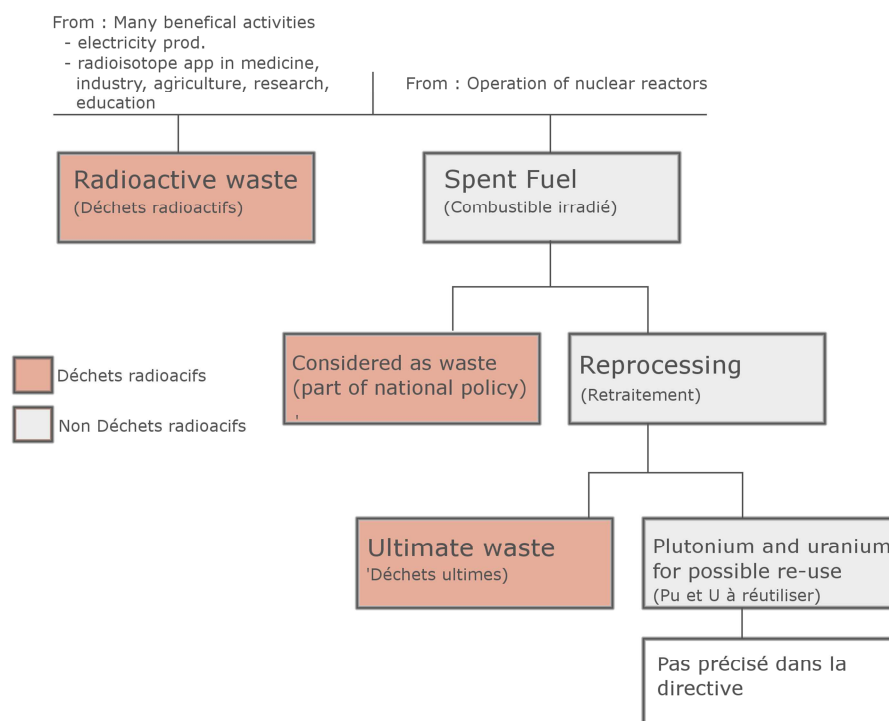 From : Many benefical activities
- electricity prod.
- radioisotope app in medicine,
industry, agriculture, research,
education
From : Operation of nuclear reactors
Radioactive waste
(Déchets radioactifs)
Spent Fuel
(Combustible irradié)
Considered as waste
(part of national policy)
'
Reprocessing
(Retraitement)
Déchets radioacifs
Non Déchets radioacifs
Ultimate waste
'Déchets ultimes)
Plutonium and uranium
for possible re-use
(Pu et U à réutiliser)
Pas précisé dans la
directive